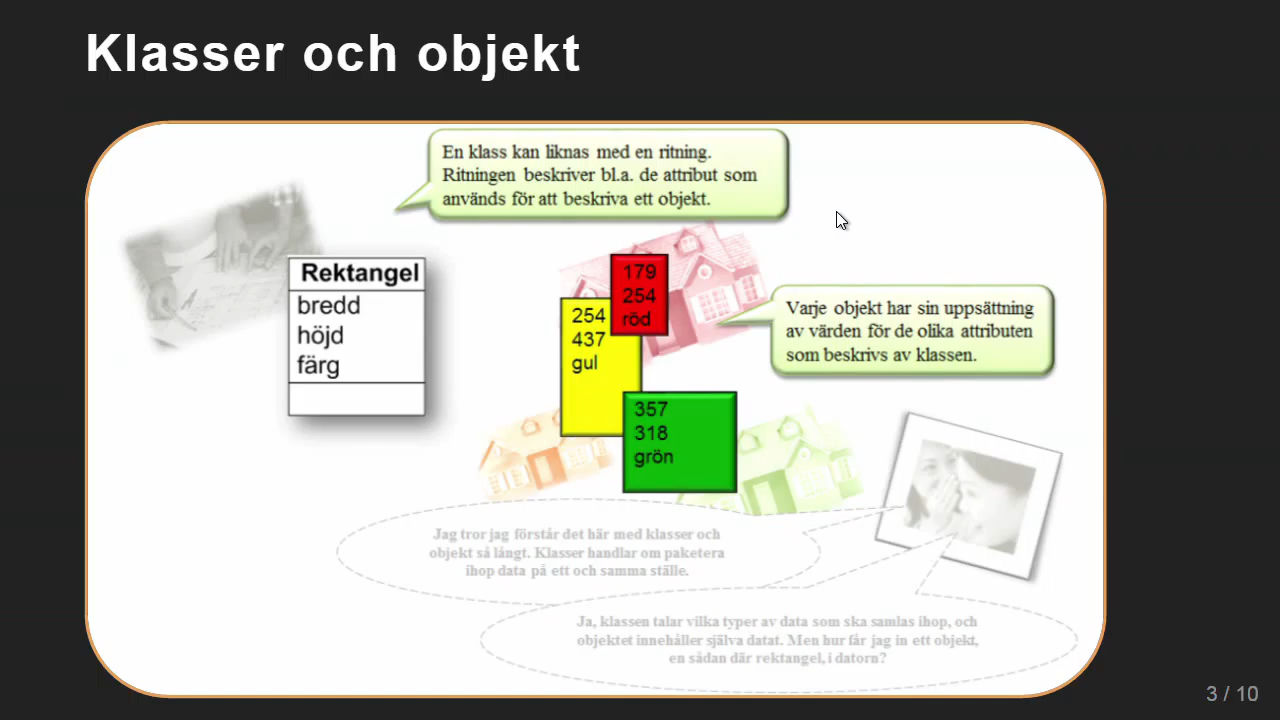 Klasser och objekt
En klass kan liknas med en ritning.
Ritningen beskriver bl.a. de attribut som
används för att beskriva ett objekt.
Rektangel
bredd
höjd
färg
179
254
röd
254
437
gul
Varje objekt har sin uppsättning
av värden för de olika attributen
som beskrivs av klassen.
357
318
grön
Jag tror jag förstår det här med klasser och
objekt så långt. Klasser handlar om paketera
ihop data på ett och samma ställe.
Ja, klassen talar vilka typer av data som ska samlas ihop, och
objektet innehåller själva datat. Men hur får jag in ett objekt,
en sådan där rektangel, i datorn?
3 / 10